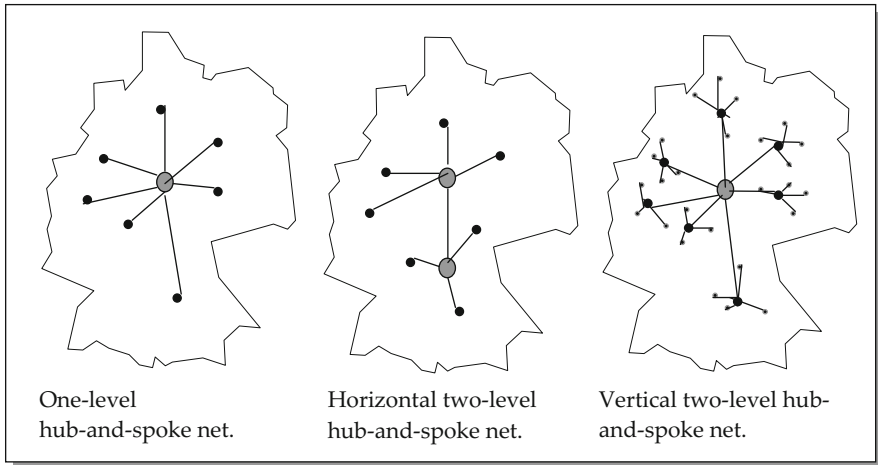 One-level
hub-and-spoke net.
Horizontal two-level
hub-and-spoke net.
Vertical two-level hub-
and-spoke net.